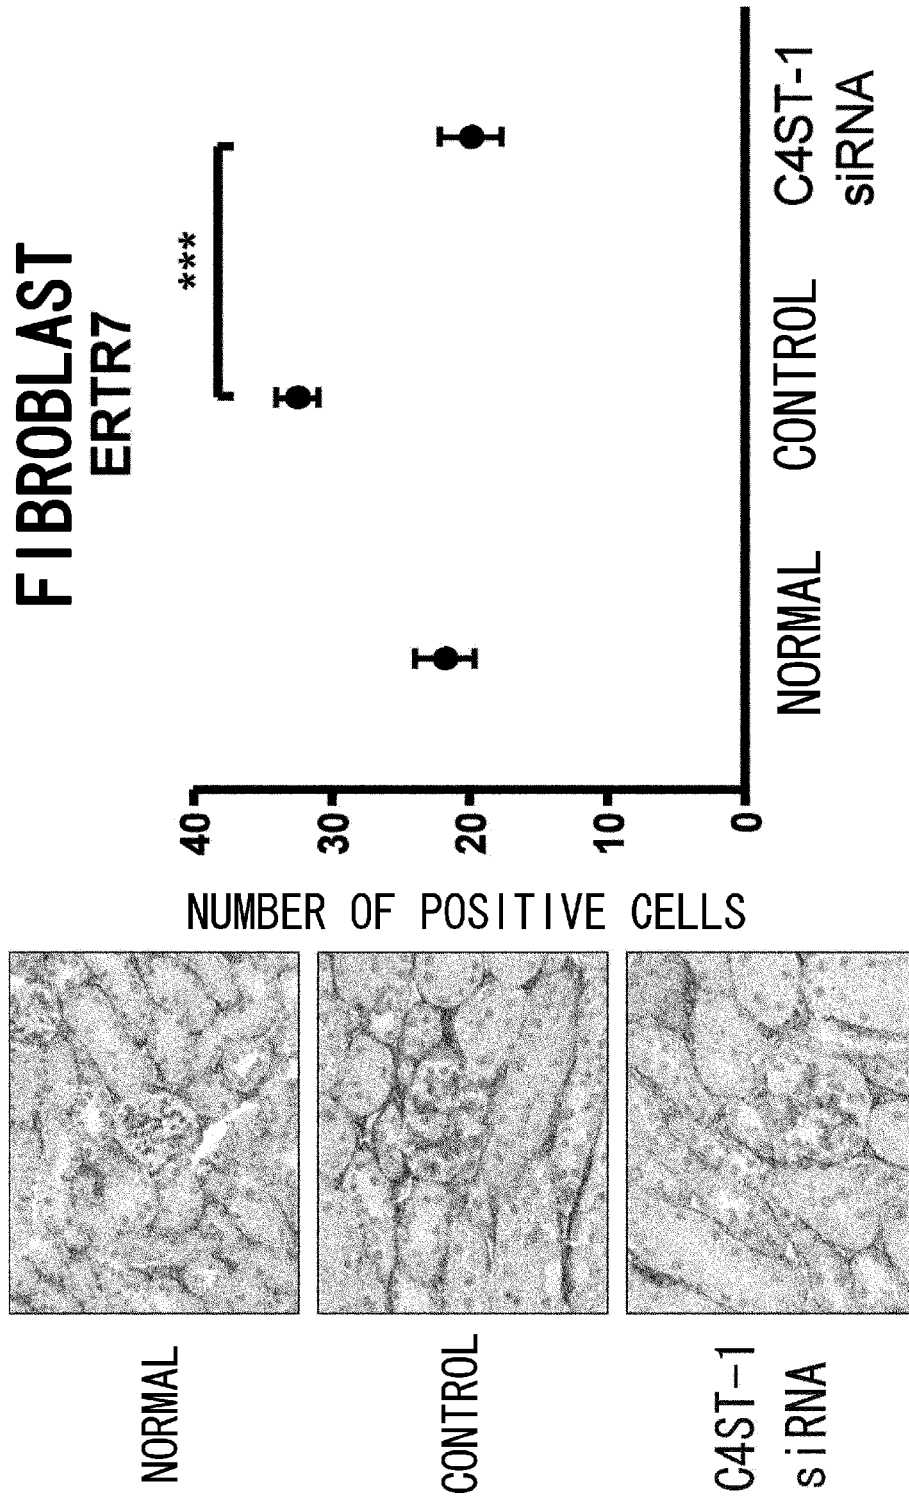 NORMAL
CONTROL
C4ST-1
siRNA
FIBROBLAST
ERTR7
***
NUMBER OF POSITIVE CELLS
40
30
20
10
0
NORMAL
CONTROL
C4ST-1
siRNA